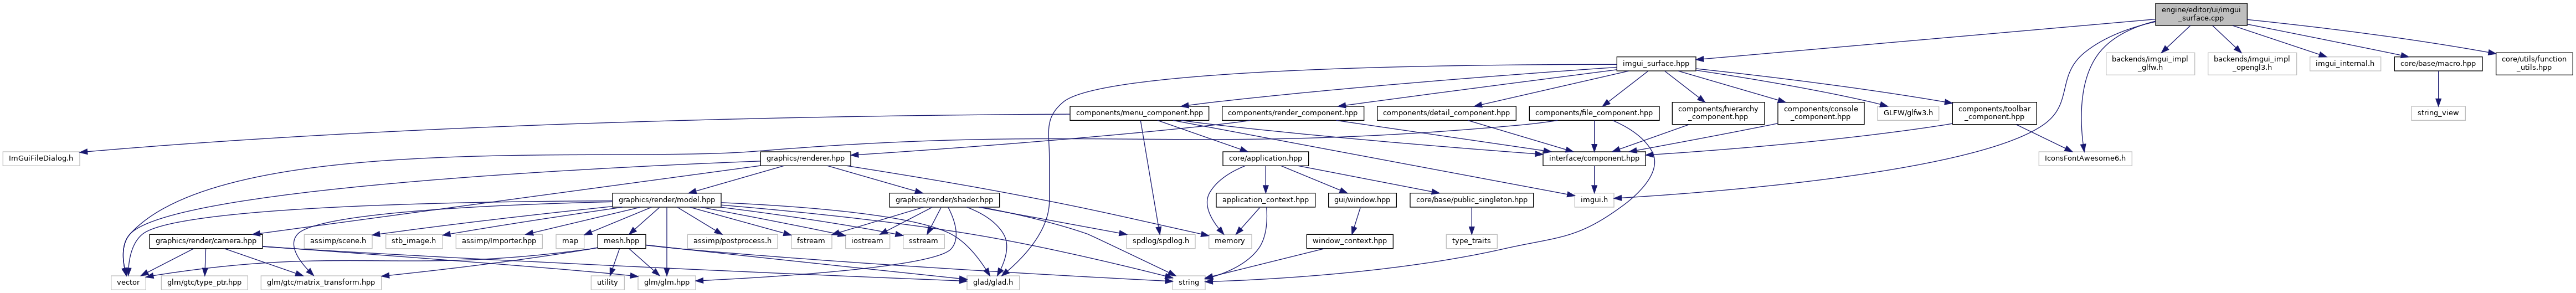 engine/editor/ui/imgui
_surface.cpp
imgui_surface.hpp
backends/imgui_impl
_glfw.h
backends/imgui_impl
_opengl3.h
imgui_internal.h
core/base/macro.hpp
core/utils/function
_utils.hpp
components/menu_component.hpp
components/render_component.hpp
components/detail_component.hpp
components/file_component.hpp
components/hierarchy
_component.hpp
components/console
_component.hpp
GLFW/glfw3.h
components/toolbar
_component.hpp
string_view
ImGuiFileDialog.h
graphics/renderer.hpp
core/application.hpp
interface/component.hpp
IconsFontAwesome6.h
graphics/render/model.hpp
graphics/render/shader.hpp
application_context.hpp
gui/window.hpp
core/base/public_singleton.hpp
imgui.h
graphics/render/camera.hpp
assimp/scene.h
stb_image.h
assimp/Importer.hpp
map
mesh.hpp
assimp/postprocess.h
fstream
iostream
sstream
spdlog/spdlog.h
memory
window_context.hpp
type_traits
vector
glm/gtc/type_ptr.hpp
glm/gtc/matrix_transform.hpp
utility
glm/glm.hpp
glad/glad.h
string